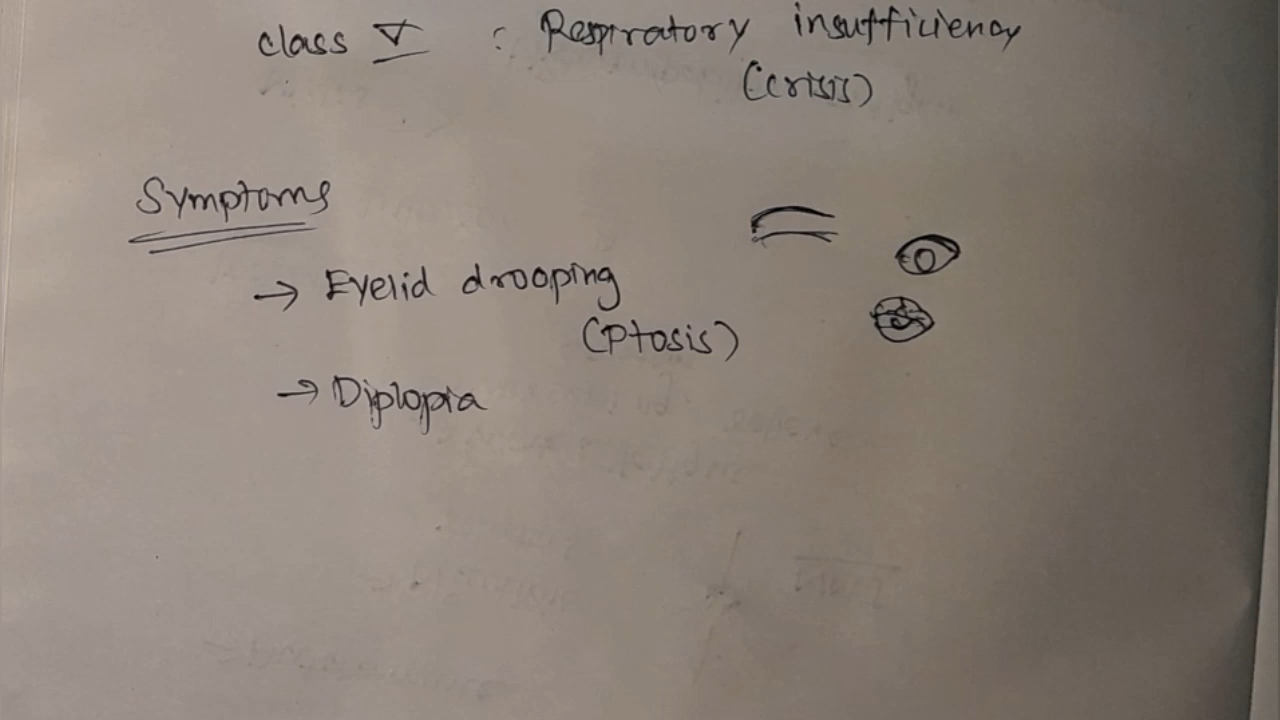 class V : Respiratory insufficiency
(crisis)
Symptoms
→ Eyelid drooping
(Ptosis)
→ Diplopia